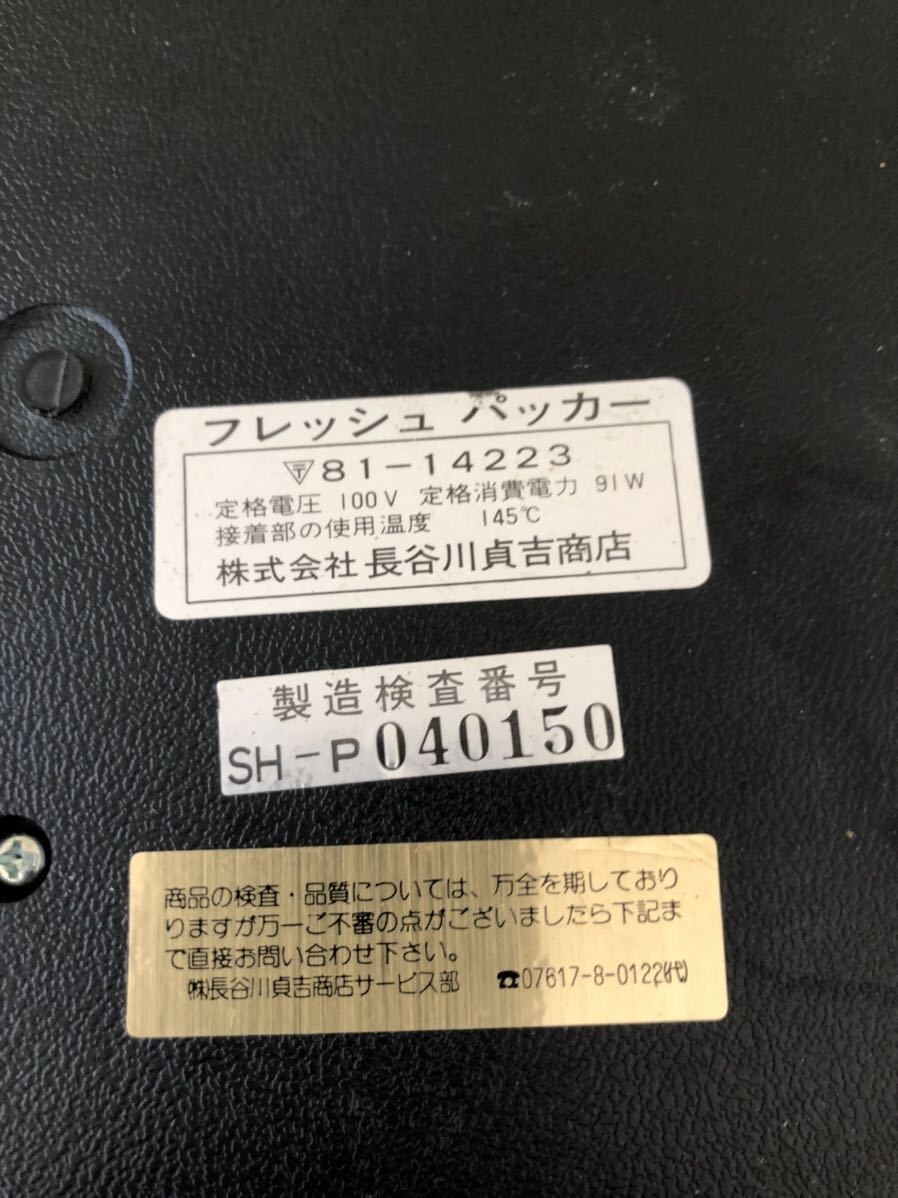 フレッシュ パッカー
〒81-14223
定格電圧 100V 定格消費電力 91W
接着部の使用温度 145℃
株式会社 長谷川貞吉商店
製造検査番号
SH-P 040150
商品の検査・品質については、万全を期しており
りますが万一ご不審の点がございましたら下記ま
で直接お問い合わせ下さい。
㈱長谷川貞吉商店サービス部 ☎07617-8-0122㈹